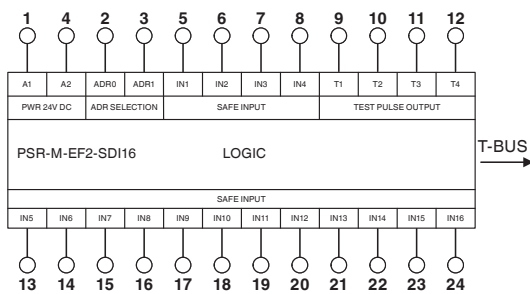 1 4 2 3 5 6 7 8 9 10 11 12
A1 A2 ADR0 ADR1 IN1 IN2 IN3 IN4 T1 T2 T3 T4
PWR 24V DC ADR SELECTION SAFE INPUT TEST PULSE OUTPUT
PSR-M-EF2-SDI16 LOGIC T-BUS
SAFE INPUT
IN5 IN6 IN7 IN8 IN9 IN10 IN11 IN12 IN13 IN14 IN15 IN16
13 14 15 16 17 18 19 20 21 22 23 24